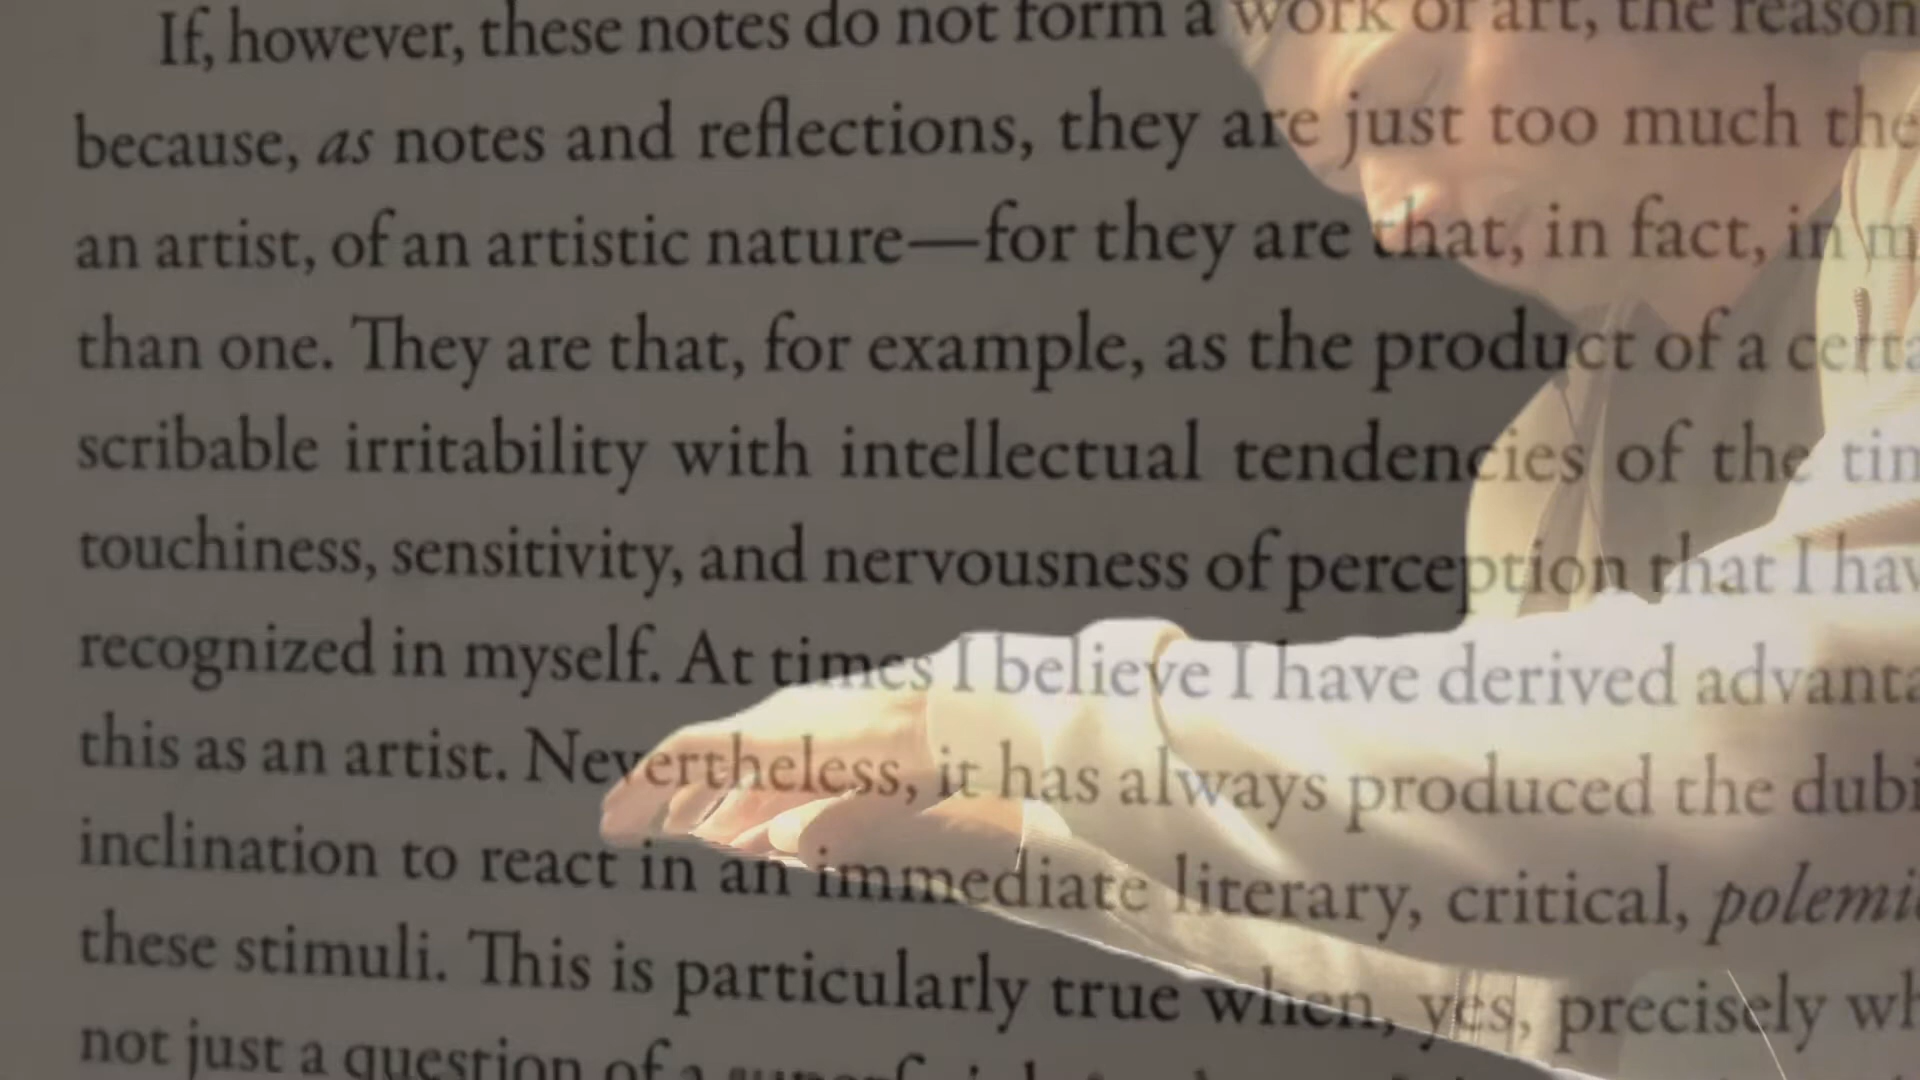 If, however, these notes do not form a work of art, the reason
because, as notes and reflections, they are just too much the
an artist, of an artistic nature—for they are that, in fact, in m
than one. They are that, for example, as the product of a certa
scribable irritability with intellectual tendencies of the tim
touchiness, sensitivity, and nervousness of perception that I hav
recognized in myself. At times I believe I have derived advanta
this as an artist. Nevertheless, it has always produced the dubi
inclination to react in an immediate literary, critical, polemic
these stimuli. This is particularly true when, yes, precisely wh
not just a question of a